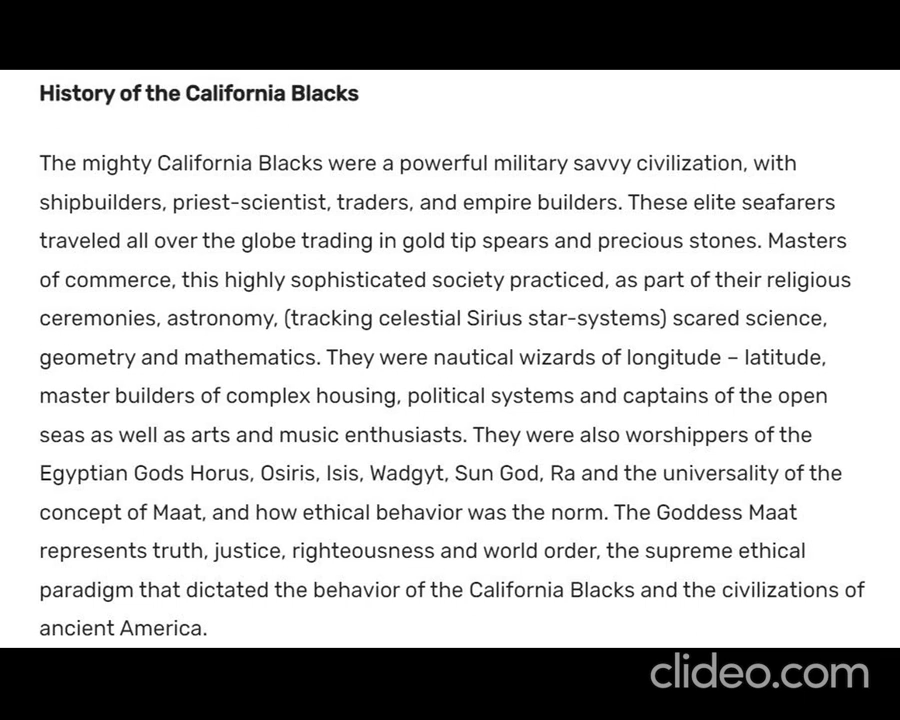 History of the California Blacks
The mighty California Blacks were a powerful military savvy civilization, with
shipbuilders, priest-scientist, traders, and empire builders. These elite seafarers
traveled all over the globe trading in gold tip spears and precious stones. Masters
of commerce, this highly sophisticated society practiced, as part of their religious
ceremonies, astronomy, (tracking celestial Sirius star-systems) scared science,
geometry and mathematics. They were nautical wizards of longitude – latitude,
master builders of complex housing, political systems and captains of the open
seas as well as arts and music enthusiasts. They were also worshippers of the
Egyptian Gods Horus, Osiris, Isis, Wadgyt, Sun God, Ra and the universality of the
concept of Maat, and how ethical behavior was the norm. The Goddess Maat
represents truth, justice, righteousness and world order, the supreme ethical
paradigm that dictated the behavior of the California Blacks and the civilizations of
ancient America.
clideo.com